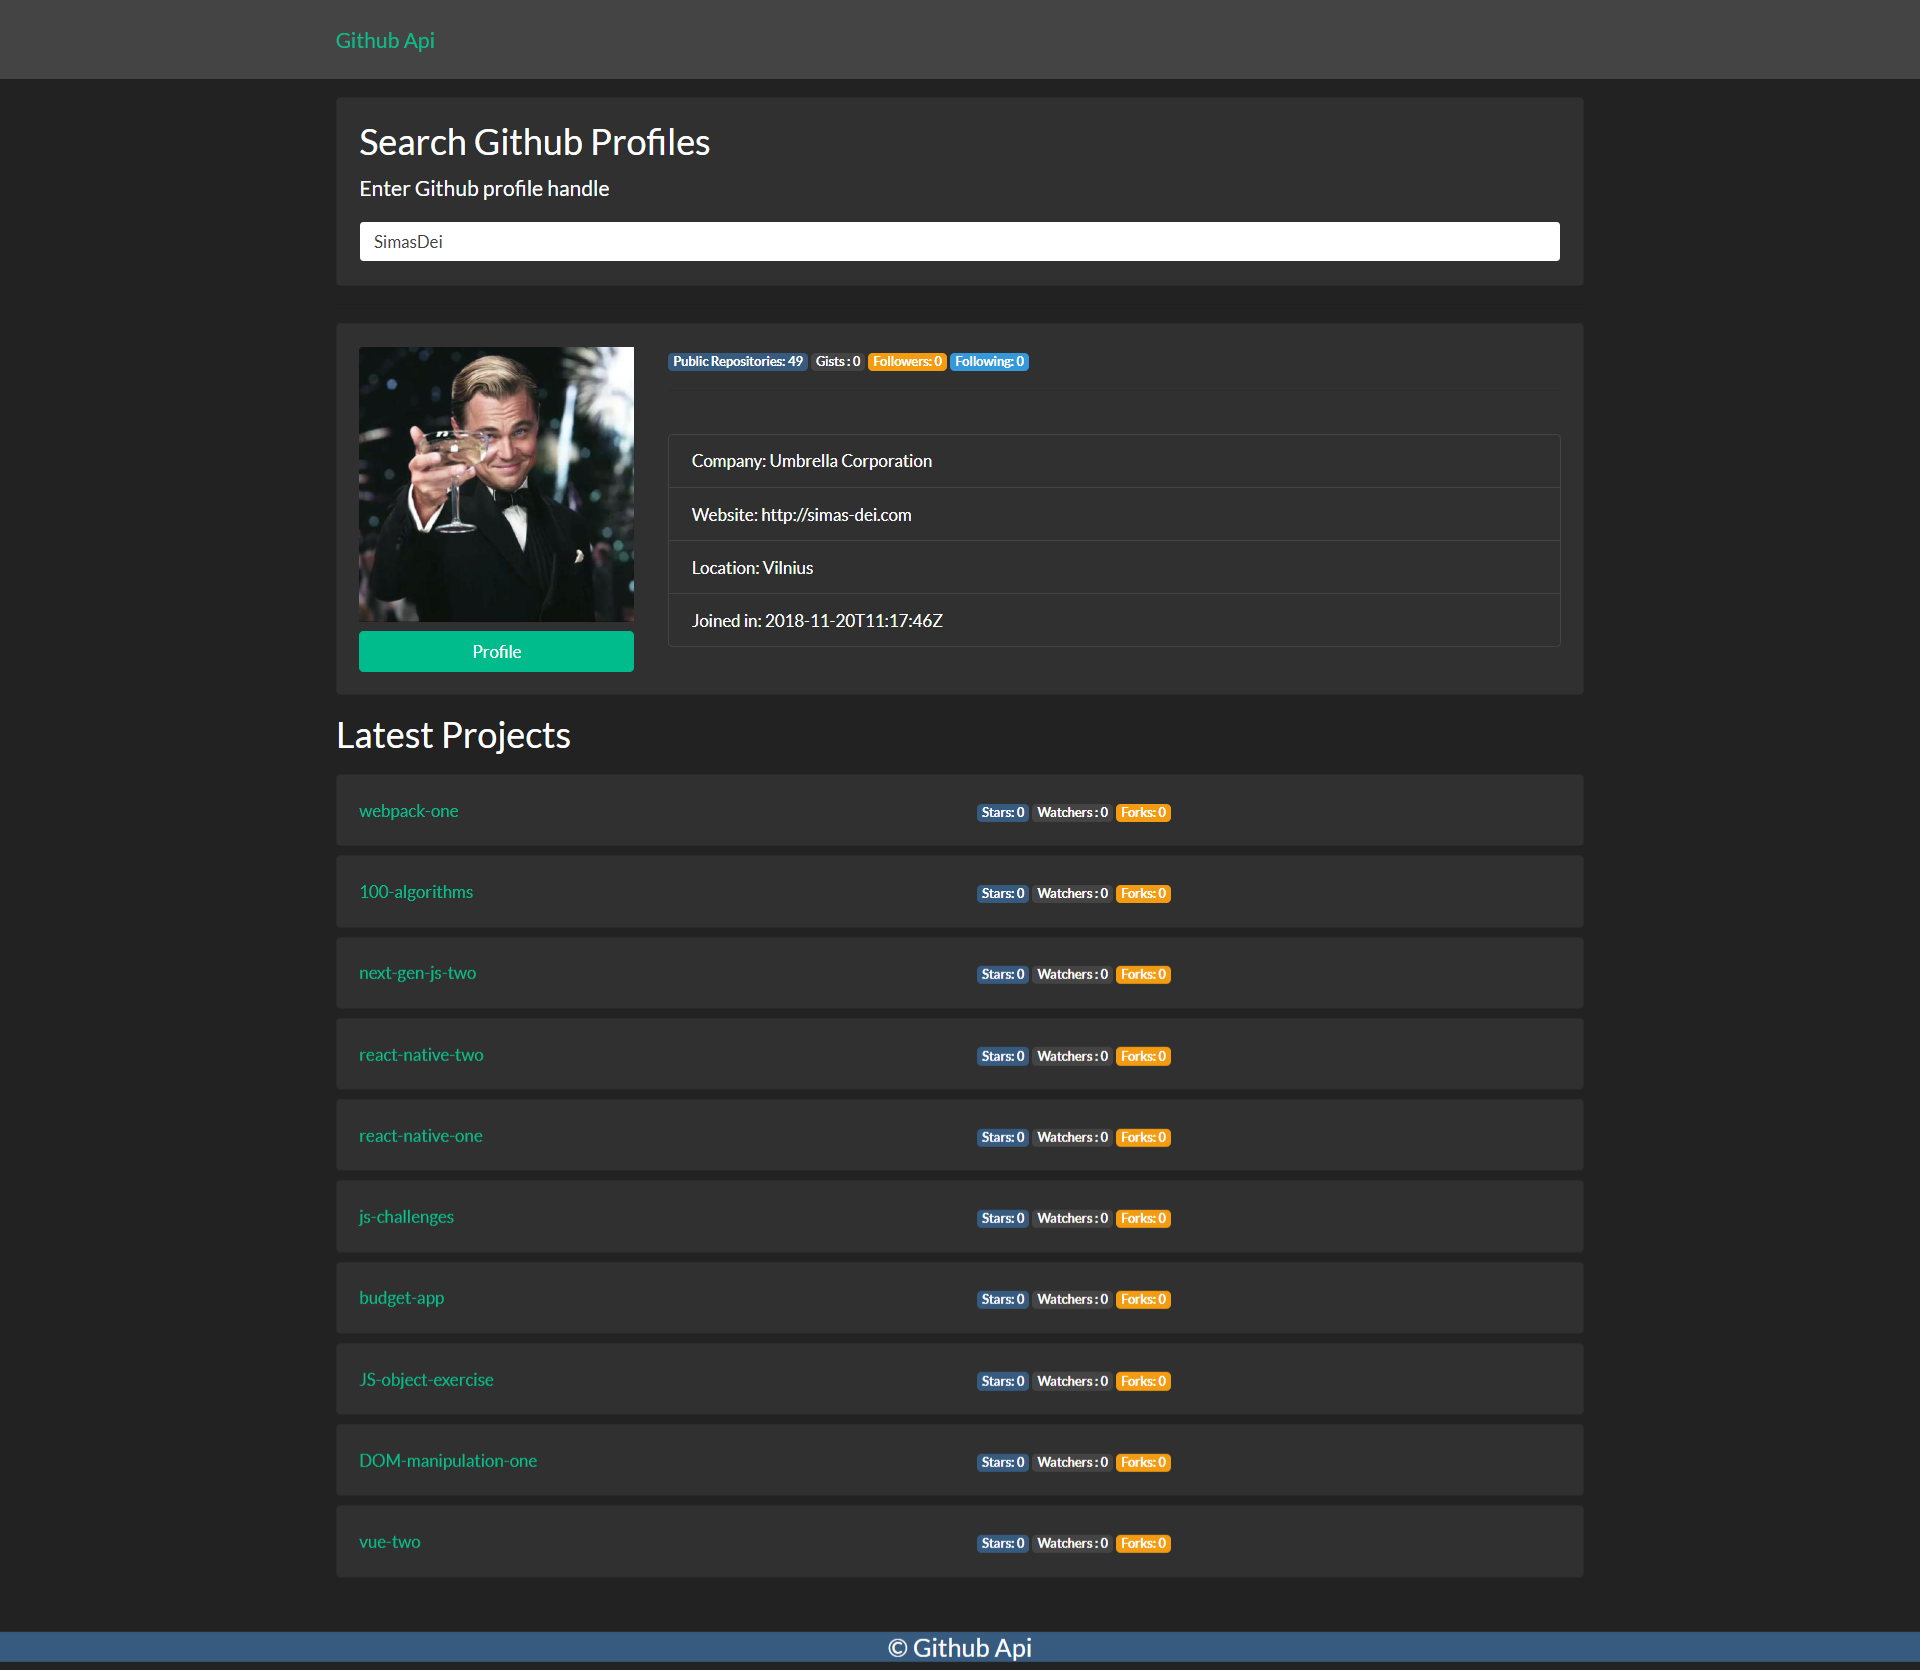 Github Api
Search Github Profiles
Enter Github profile handle
SimasDei
Public Repositories: 49 Gists : 0 Followers: 0 Following: 0
Company: Umbrella Corporation
Website: http://simas-dei.com
Location: Vilnius
Joined in: 2018-11-20T11:17:46Z
Profile
Latest Projects
webpack-one Stars: 0 Watchers : 0 Forks: 0
100-algorithms Stars: 0 Watchers : 0 Forks: 0
next-gen-js-two Stars: 0 Watchers : 0 Forks: 0
react-native-two Stars: 0 Watchers : 0 Forks: 0
react-native-one Stars: 0 Watchers : 0 Forks: 0
js-challenges Stars: 0 Watchers : 0 Forks: 0
budget-app Stars: 0 Watchers : 0 Forks: 0
JS-object-exercise Stars: 0 Watchers : 0 Forks: 0
DOM-manipulation-one Stars: 0 Watchers : 0 Forks: 0
vue-two Stars: 0 Watchers : 0 Forks: 0
© Github Api